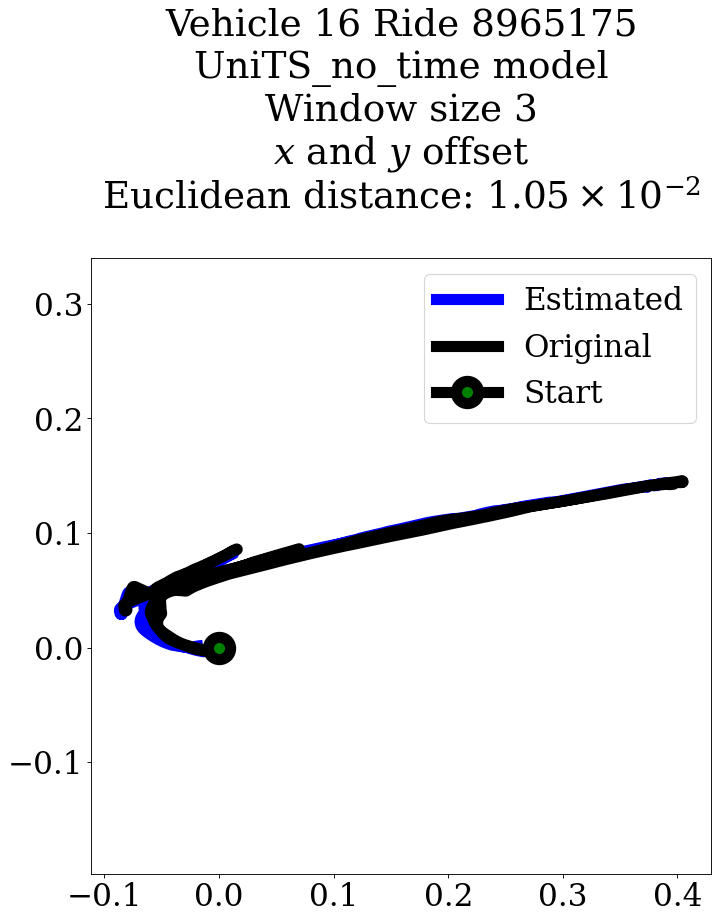 Vehicle 16 Ride 8965175
UniTS_no_time model
Window size 3
x and y offset
Euclidean distance: 1.05 × 10⁻²
Estimated
Original
Start
0.3
0.2
0.1
0.0
−0.1
−0.1 0.0 0.1 0.2 0.3 0.4